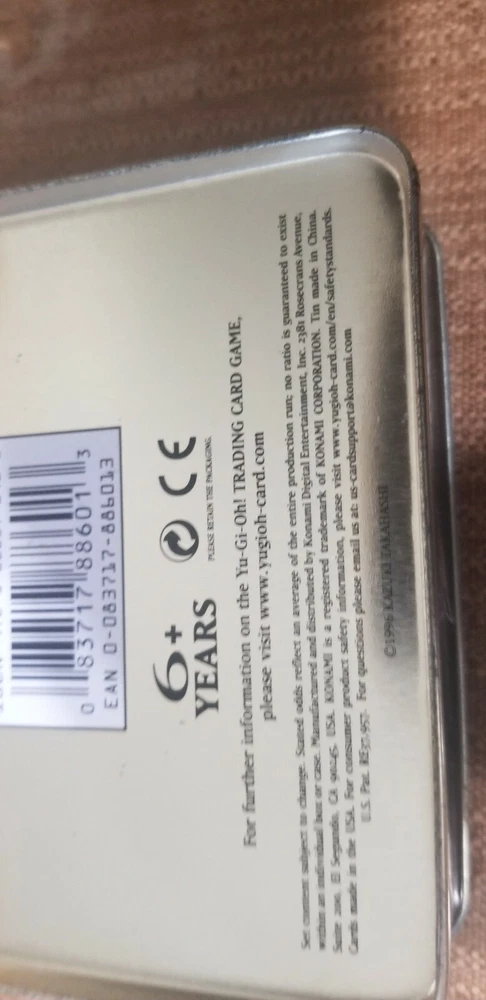 0 83717 88601 3
EAN 0-083717-886013
6+
YEARS
CE
PLEASE RETAIN THE PACKAGING.
For further information on the Yu-Gi-Oh! TRADING CARD GAME,
please visit www.yugioh-card.com
Set content subject to change. Stated odds reflect an average of the entire production run; no ratio is guaranteed to exist
within an individual box or case. Manufactured and distributed by Konami Digital Entertainment, Inc. 2381 Rosecrans Avenue,
Suite 200, El Segundo, CA 90245. USA. KONAMI is a registered trademark of KONAMI CORPORATION. Tin made in China.
Cards made in the USA. For consumer product safety information, please visit www.yugioh-card.com/en/safetystandards.
U.S. Pat. RE37,957. For questions please email us at: us-cardsupport@konami.com
©1996 KAZUKI TAKAHASHI